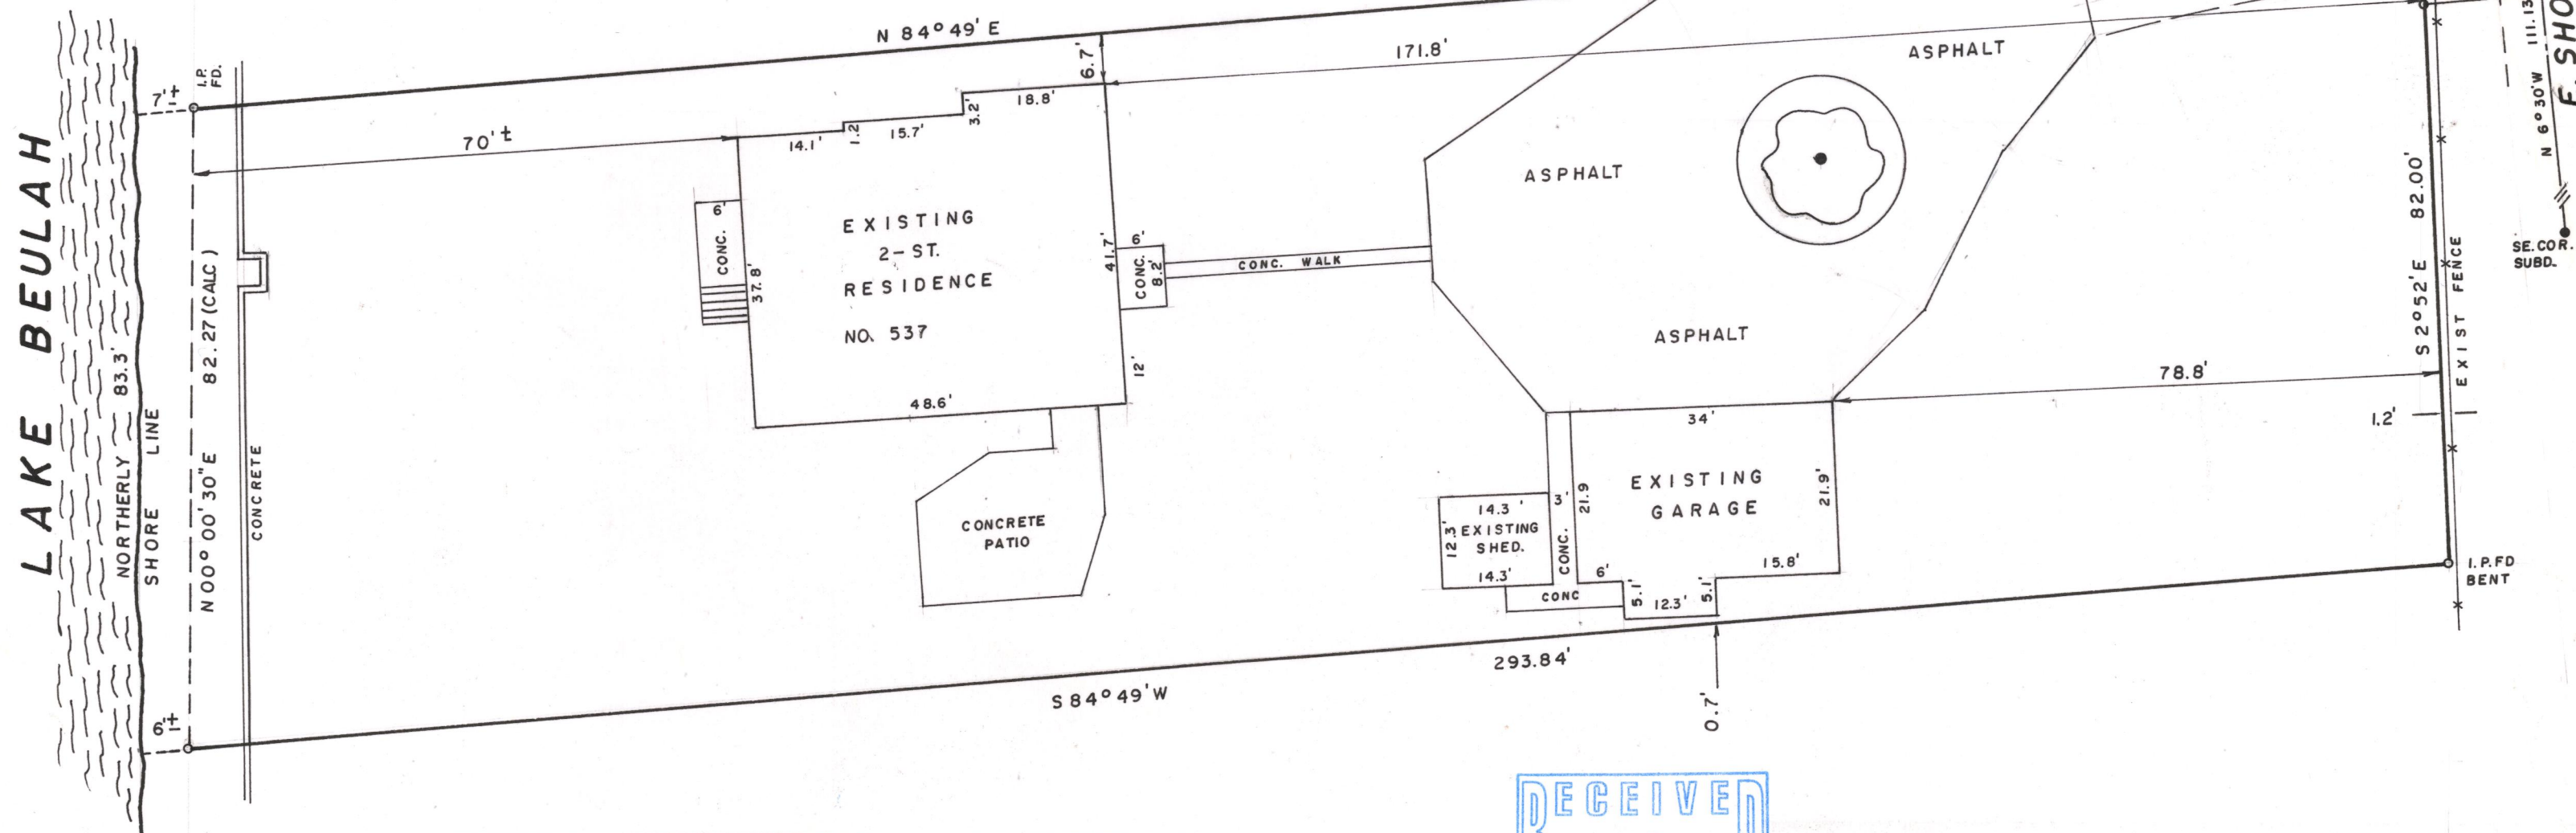 LAKE BEULAH
NORTHERLY 83.3'
SHORE LINE
7'±
I.P.
FD.
N 84°49' E
6.7'
171.8'
70'±
14.1'
1.2
15.7'
3.2'
18.8'
N 00°00'30" E 82.27 (CALC)
CONCRETE
6'
CONC.
37.8'
EXISTING
2-ST.
RESIDENCE
NO. 537
41.7'
6'
CONC.
8.2'
CONC. WALK
12'
48.6'
CONCRETE
PATIO
ASPHALT
ASPHALT
ASPHALT
34'
78.8'
1.2'
EXISTING
GARAGE
21.9
21.9'
3'
CONC.
14.3'
12.3'
EXISTING
SHED.
14.3'
CONC
6'
5.1'
12.3'
5.1'
15.8'
S 2°52' E 82.00'
EXIST FENCE
N 6°30' W 111.13
E. SHO
SE. COR.
SUBD.
I.P. FD
BENT
6'±
S 84°49' W
293.84'
0.7'
RECEIVED